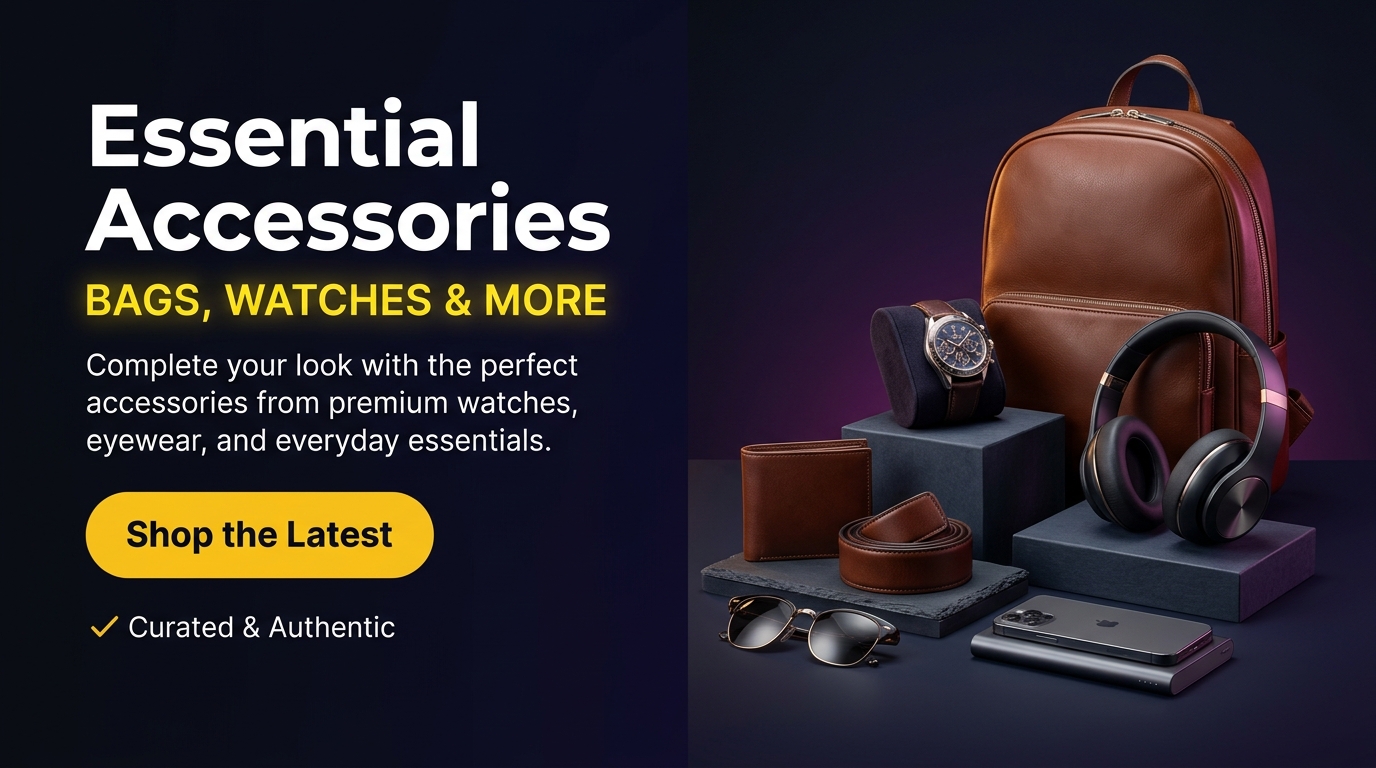 Essential
Accessories
BAGS, WATCHES & MORE
Complete your look with the perfect
accessories from premium watches,
eyewear, and everyday essentials.
Shop the Latest
Curated & Authentic